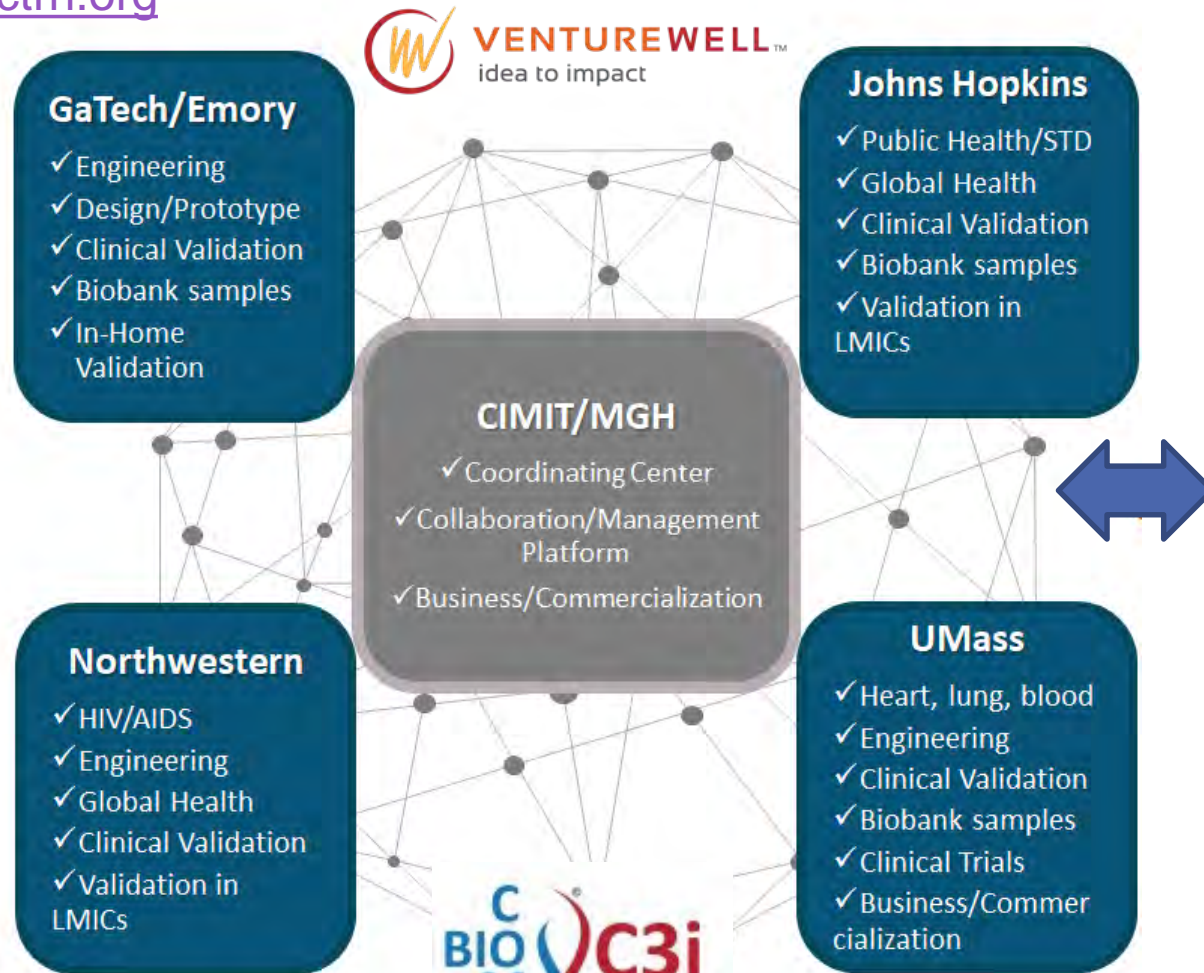 VENTUREWELL™
idea to impact
GaTech/Emory
✓Engineering
✓Design/Prototype
✓Clinical Validation
✓Biobank samples
✓In-Home
Validation
Johns Hopkins
✓Public Health/STD
✓Global Health
✓Clinical Validation
✓Biobank samples
✓Validation in
LMICs
CIMIT/MGH
✓Coordinating Center
✓Collaboration/Management
Platform
✓Business/Commercialization
Northwestern
✓HIV/AIDS
✓Engineering
✓Global Health
✓Clinical Validation
✓Validation in
LMICs
UMass
✓Heart, lung, blood
✓Engineering
✓Clinical Validation
✓Biobank samples
✓Clinical Trials
✓Business/Commer
cialization
C
BIO
C3i